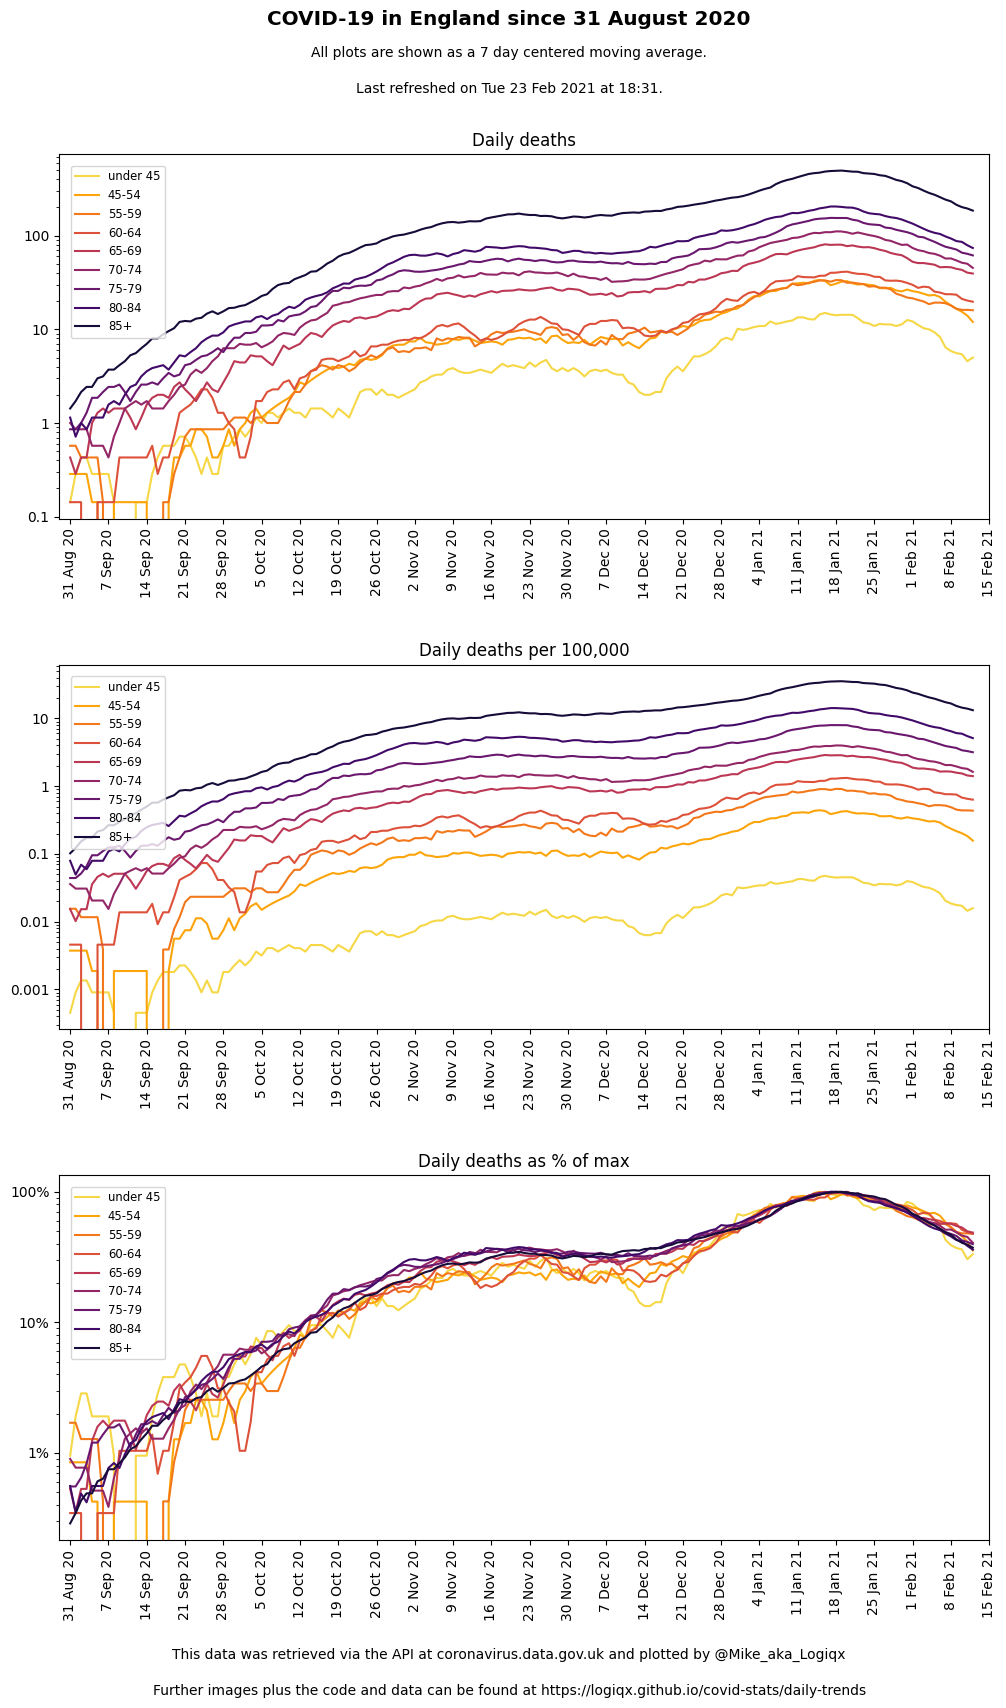 COVID-19 in England since 31 August 2020
All plots are shown as a 7 day centered moving average.
Last refreshed on Tue 23 Feb 2021 at 18:31.
Daily deaths
under 45
45-54
55-59
60-64
65-69
70-74
75-79
80-84
85+
100
10
1
0.1
31 Aug 20
7 Sep 20
14 Sep 20
21 Sep 20
28 Sep 20
5 Oct 20
12 Oct 20
19 Oct 20
26 Oct 20
2 Nov 20
9 Nov 20
16 Nov 20
23 Nov 20
30 Nov 20
7 Dec 20
14 Dec 20
21 Dec 20
28 Dec 20
4 Jan 21
11 Jan 21
18 Jan 21
25 Jan 21
1 Feb 21
8 Feb 21
15 Feb 21
Daily deaths per 100,000
under 45
45-54
55-59
60-64
65-69
70-74
75-79
80-84
85+
10
1
0.1
0.01
0.001
31 Aug 20
7 Sep 20
14 Sep 20
21 Sep 20
28 Sep 20
5 Oct 20
12 Oct 20
19 Oct 20
26 Oct 20
2 Nov 20
9 Nov 20
16 Nov 20
23 Nov 20
30 Nov 20
7 Dec 20
14 Dec 20
21 Dec 20
28 Dec 20
4 Jan 21
11 Jan 21
18 Jan 21
25 Jan 21
1 Feb 21
8 Feb 21
15 Feb 21
Daily deaths as % of max
under 45
45-54
55-59
60-64
65-69
70-74
75-79
80-84
85+
100%
10%
1%
31 Aug 20
7 Sep 20
14 Sep 20
21 Sep 20
28 Sep 20
5 Oct 20
12 Oct 20
19 Oct 20
26 Oct 20
2 Nov 20
9 Nov 20
16 Nov 20
23 Nov 20
30 Nov 20
7 Dec 20
14 Dec 20
21 Dec 20
28 Dec 20
4 Jan 21
11 Jan 21
18 Jan 21
25 Jan 21
1 Feb 21
8 Feb 21
15 Feb 21
This data was retrieved via the API at coronavirus.data.gov.uk and plotted by @Mike_aka_Logiqx
Further images plus the code and data can be found at https://logiqx.github.io/covid-stats/daily-trends